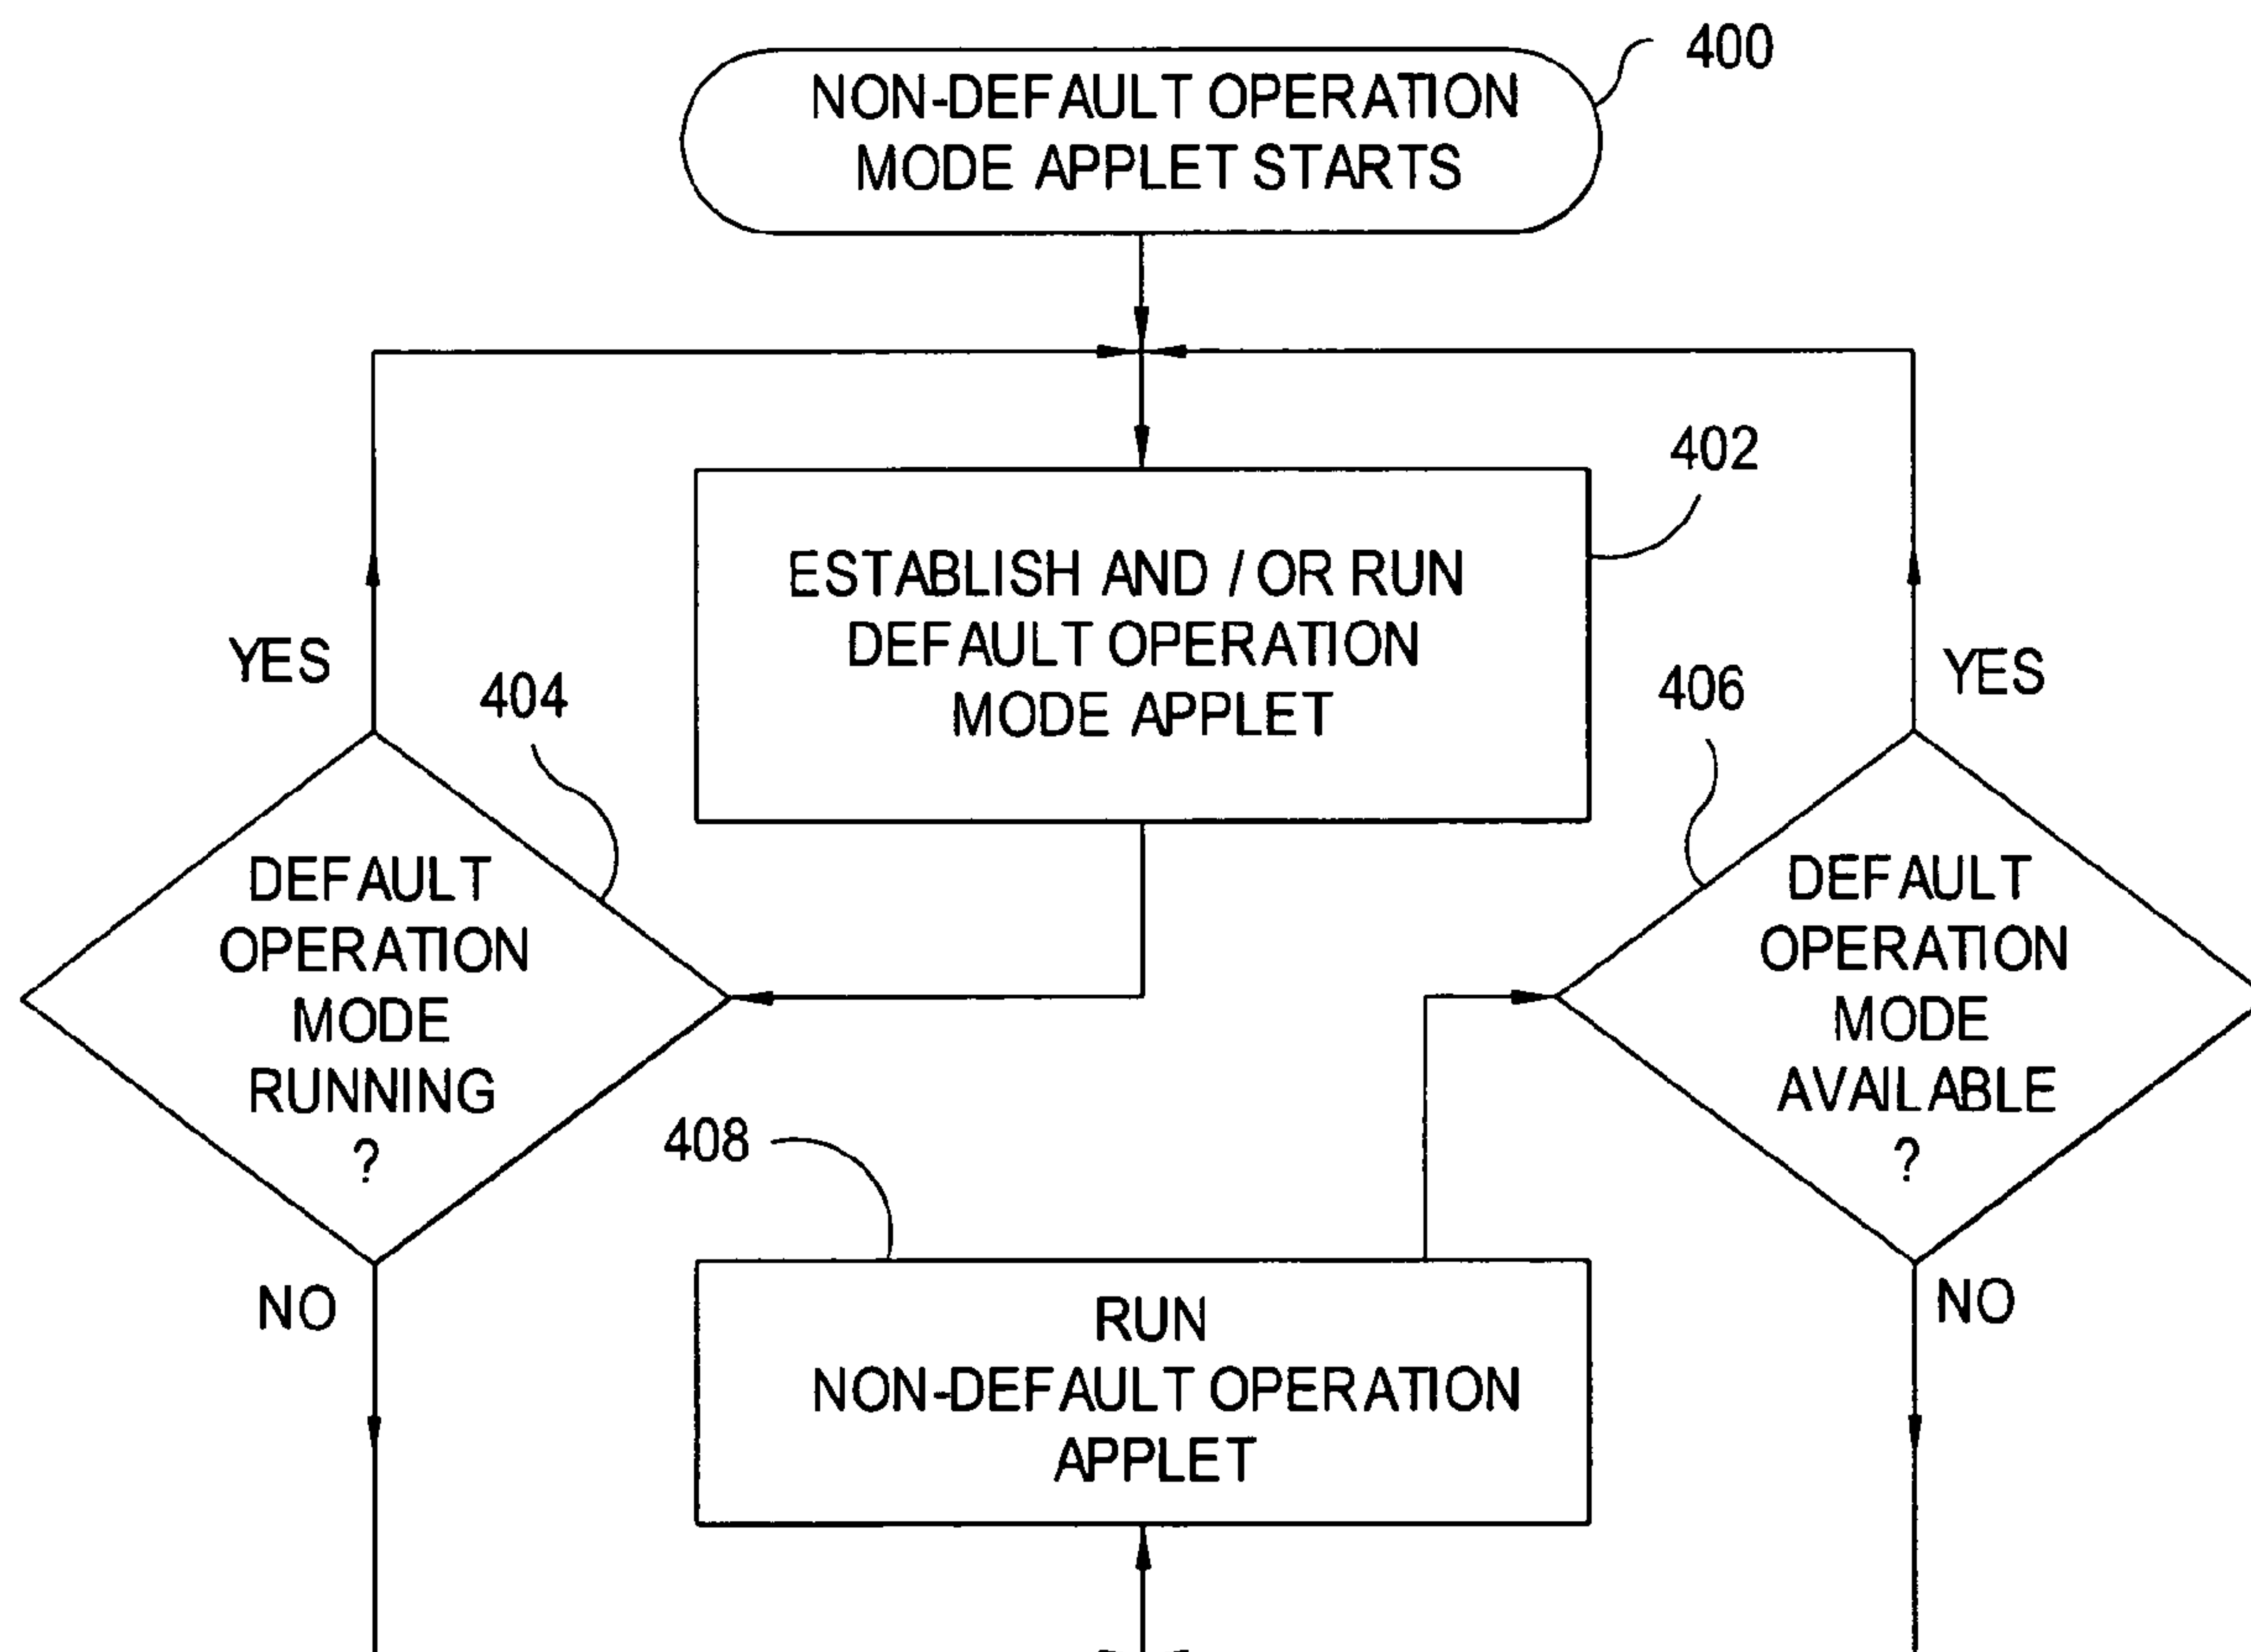 400
NON-DEFAULT OPERATION
MODE APPLET STARTS
402
ESTABLISH AND / OR RUN
DEFAULT OPERATION
MODE APPLET
YES
404
406
YES
DEFAULT
OPERATION
MODE
RUNNING
?
DEFAULT
OPERATION
MODE
AVAILABLE
?
408
NO
RUN
NON-DEFAULT OPERATION
APPLET
NO